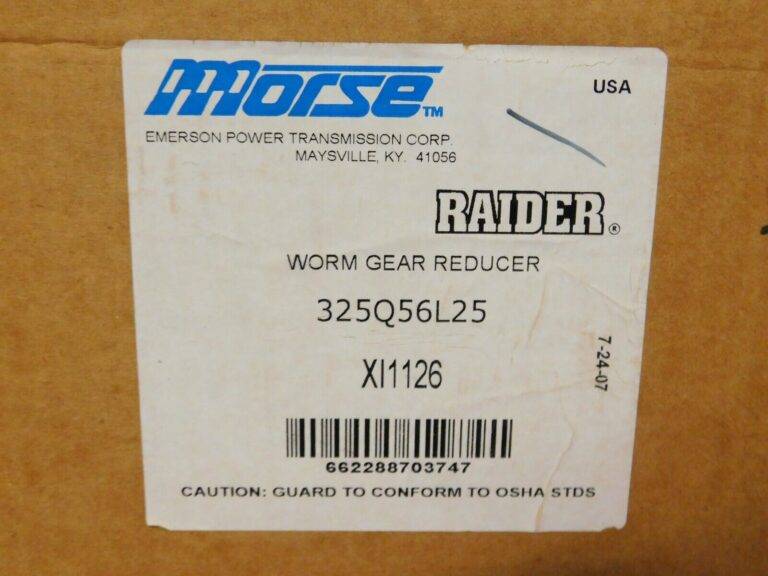 morse™
USA
EMERSON POWER TRANSMISSION CORP.
MAYSVILLE, KY. 41056
RAIDER®
WORM GEAR REDUCER
325Q56L25
XI1126
7-24-07
662288703747
CAUTION: GUARD TO CONFORM TO OSHA STDS